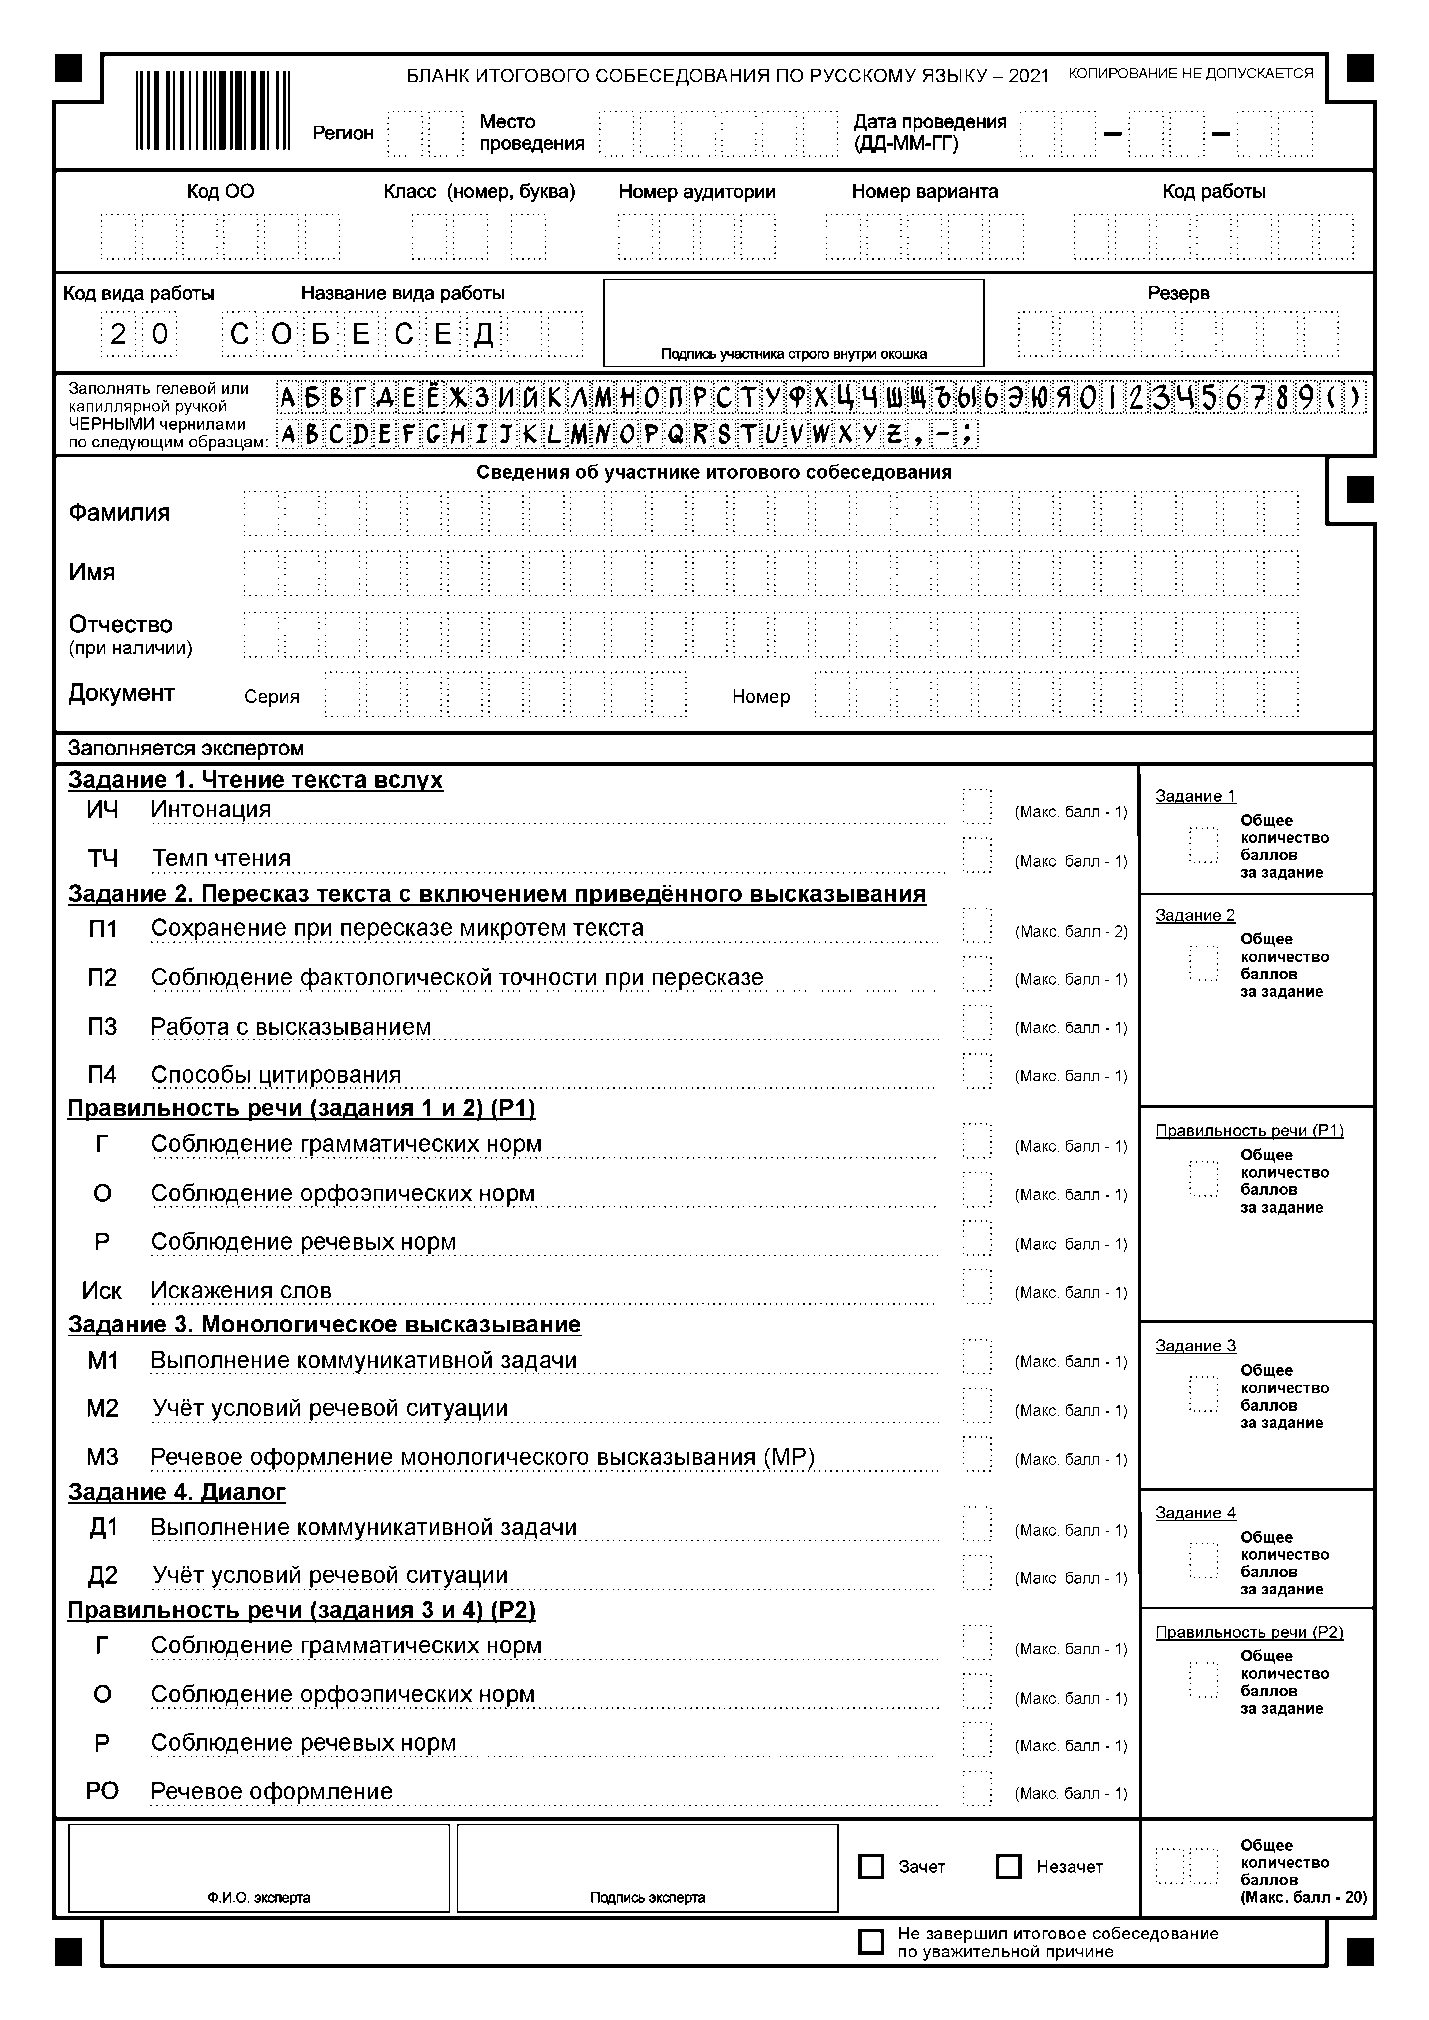 БЛАНК ИТОГОВОГО СОБЕСЕДОВАНИЯ ПО РУССКОМУ ЯЗЫКУ – 2021 КОПИРОВАНИЕ НЕ ДОПУСКАЕТСЯ
Регион Место проведения Дата проведения (ДД-ММ-ГГ) – –
Код ОО Класс (номер, буква) Номер аудитории Номер варианта Код работы
Код вида работы Название вида работы Резерв
20 СОБЕСЕД
Подпись участника строго внутри окошка
Заполнять гелевой или
капиллярной ручкой
ЧЕРНЫМИ чернилами
по следующим образцам:
АБВГДЕЁЖЗИЙКЛМНОПРСТУФХЦЧШЩЪЫЬЭЮЯ0123456789()
ABCDEFGHIJKLMNOPQRSTUVWXYZ,-;
Сведения об участнике итогового собеседования
Фамилия
Имя
Отчество
(при наличии)
Документ Серия Номер
Заполняется экспертом
Задание 1. Чтение текста вслух
ИЧ Интонация (Макс. балл - 1)
ТЧ Темп чтения (Макс балл - 1)
Задание 1
Общее
количество
баллов
за задание
Задание 2. Пересказ текста с включением приведённого высказывания
П1 Сохранение при пересказе микротем текста (Макс. балл - 2)
П2 Соблюдение фактологической точности при пересказе (Макс. балл - 1)
П3 Работа с высказыванием (Макс. балл - 1)
П4 Способы цитирования (Макс. балл - 1)
Задание 2
Общее
количество
баллов
за задание
Правильность речи (задания 1 и 2) (Р1)
Г Соблюдение грамматических норм (Макс. балл - 1)
О Соблюдение орфоэпических норм (Макс. балл - 1)
Р Соблюдение речевых норм (Макс балл - 1)
Иск Искажения слов (Макс. балл - 1)
Правильность речи (Р1)
Общее
количество
баллов
за задание
Задание 3. Монологическое высказывание
М1 Выполнение коммуникативной задачи (Макс. балл - 1)
М2 Учёт условий речевой ситуации (Макс. балл - 1)
М3 Речевое оформление монологического высказывания (МР) (Макс. балл - 1)
Задание 3
Общее
количество
баллов
за задание
Задание 4. Диалог
Д1 Выполнение коммуникативной задачи (Макс. балл - 1)
Д2 Учёт условий речевой ситуации (Макс. балл - 1)
Задание 4
Общее
количество
баллов
за задание
Правильность речи (задания 3 и 4) (Р2)
Г Соблюдение грамматических норм (Макс. балл - 1)
О Соблюдение орфоэпических норм (Макс. балл - 1)
Р Соблюдение речевых норм (Макс. балл - 1)
РО Речевое оформление (Макс. балл - 1)
Правильность речи (Р2)
Общее
количество
баллов
за задание
Ф.И.О. эксперта Подпись эксперта Зачет Незачет
Общее
количество
баллов
(Макс. балл - 20)
Не завершил итоговое собеседование
по уважительной причине